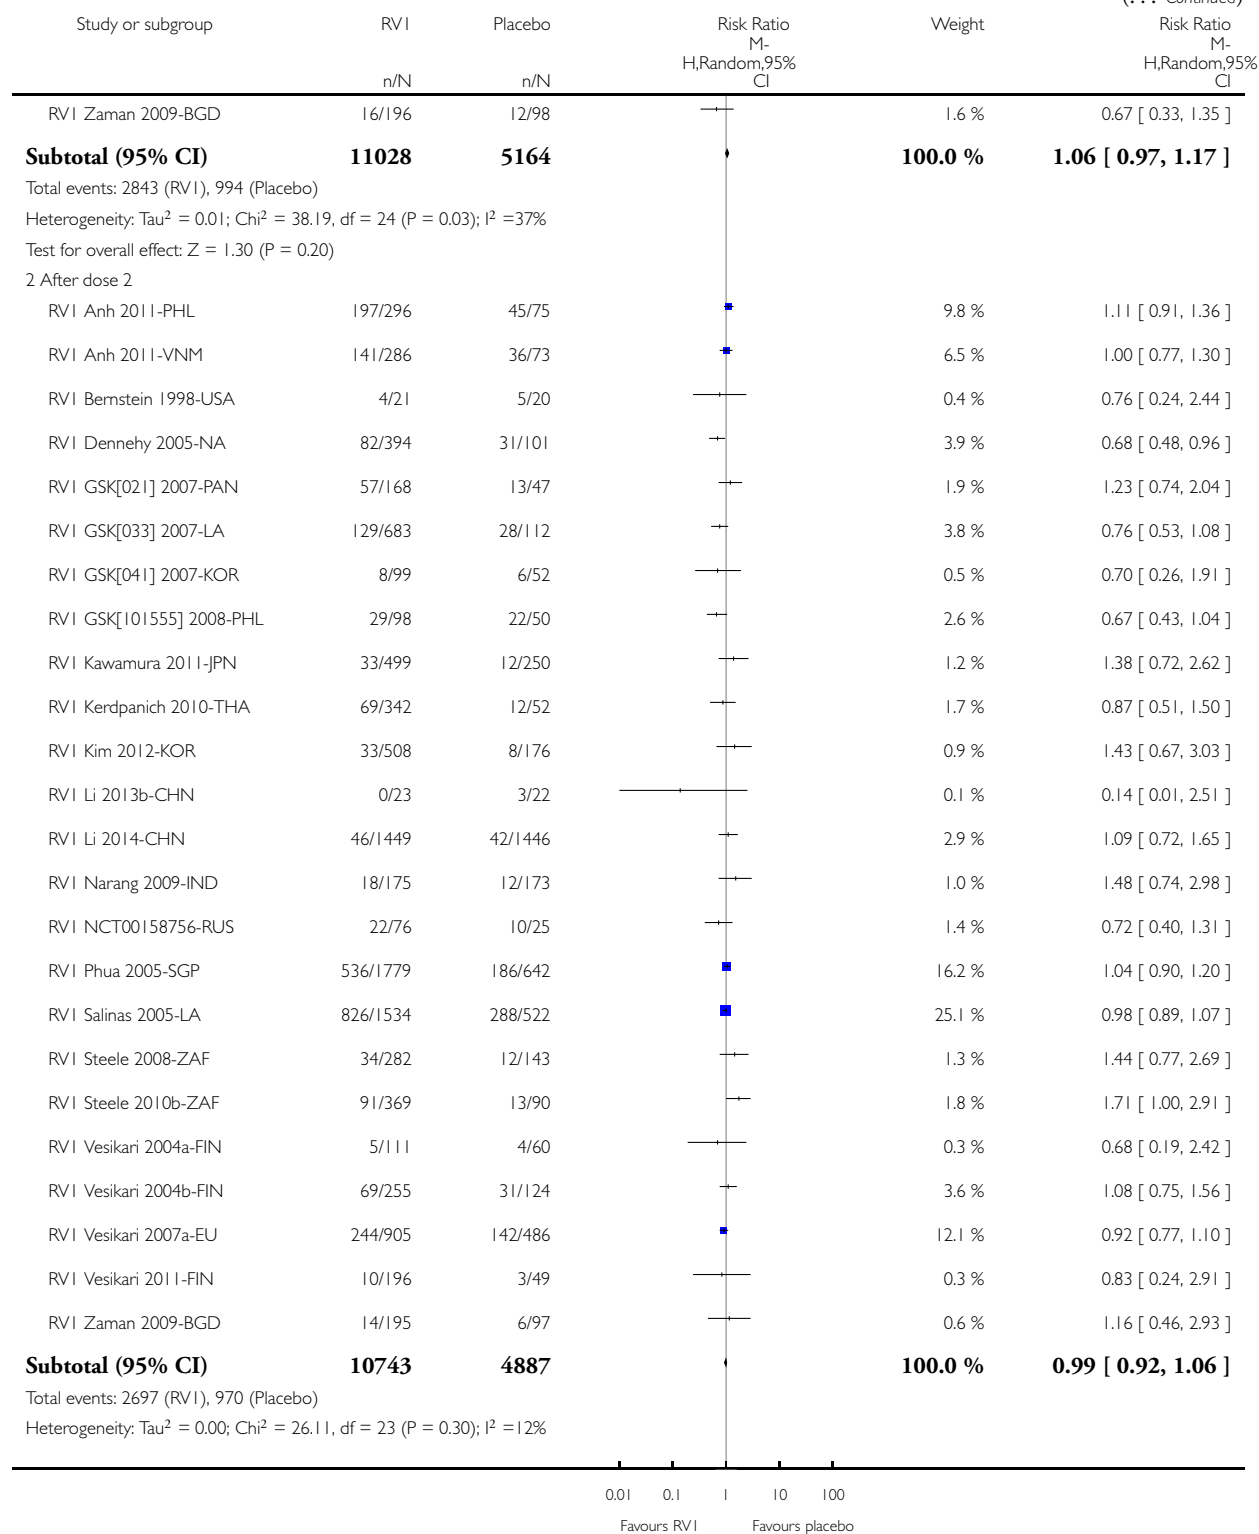 (. . . Continued)
Study or subgroup RV1 Placebo Risk Ratio Weight Risk Ratio
M- M-
H,Random,95% H,Random,95%
n/N n/N CI CI
RV1 Zaman 2009-BGD 16/196 12/98 1.6 % 0.67 [ 0.33, 1.35 ]
Subtotal (95% CI) 11028 5164 100.0 % 1.06 [ 0.97, 1.17 ]
Total events: 2843 (RV1), 994 (Placebo)
Heterogeneity: Tau² = 0.01; Chi² = 38.19, df = 24 (P = 0.03); I² =37%
Test for overall effect: Z = 1.30 (P = 0.20)
2 After dose 2
RV1 Anh 2011-PHL 197/296 45/75 9.8 % 1.11 [ 0.91, 1.36 ]
RV1 Anh 2011-VNM 141/286 36/73 6.5 % 1.00 [ 0.77, 1.30 ]
RV1 Bernstein 1998-USA 4/21 5/20 0.4 % 0.76 [ 0.24, 2.44 ]
RV1 Dennehy 2005-NA 82/394 31/101 3.9 % 0.68 [ 0.48, 0.96 ]
RV1 GSK[021] 2007-PAN 57/168 13/47 1.9 % 1.23 [ 0.74, 2.04 ]
RV1 GSK[033] 2007-LA 129/683 28/112 3.8 % 0.76 [ 0.53, 1.08 ]
RV1 GSK[041] 2007-KOR 8/99 6/52 0.5 % 0.70 [ 0.26, 1.91 ]
RV1 GSK[101555] 2008-PHL 29/98 22/50 2.6 % 0.67 [ 0.43, 1.04 ]
RV1 Kawamura 2011-JPN 33/499 12/250 1.2 % 1.38 [ 0.72, 2.62 ]
RV1 Kerdpanich 2010-THA 69/342 12/52 1.7 % 0.87 [ 0.51, 1.50 ]
RV1 Kim 2012-KOR 33/508 8/176 0.9 % 1.43 [ 0.67, 3.03 ]
RV1 Li 2013b-CHN 0/23 3/22 0.1 % 0.14 [ 0.01, 2.51 ]
RV1 Li 2014-CHN 46/1449 42/1446 2.9 % 1.09 [ 0.72, 1.65 ]
RV1 Narang 2009-IND 18/175 12/173 1.0 % 1.48 [ 0.74, 2.98 ]
RV1 NCT00158756-RUS 22/76 10/25 1.4 % 0.72 [ 0.40, 1.31 ]
RV1 Phua 2005-SGP 536/1779 186/642 16.2 % 1.04 [ 0.90, 1.20 ]
RV1 Salinas 2005-LA 826/1534 288/522 25.1 % 0.98 [ 0.89, 1.07 ]
RV1 Steele 2008-ZAF 34/282 12/143 1.3 % 1.44 [ 0.77, 2.69 ]
RV1 Steele 2010b-ZAF 91/369 13/90 1.8 % 1.71 [ 1.00, 2.91 ]
RV1 Vesikari 2004a-FIN 5/111 4/60 0.3 % 0.68 [ 0.19, 2.42 ]
RV1 Vesikari 2004b-FIN 69/255 31/124 3.6 % 1.08 [ 0.75, 1.56 ]
RV1 Vesikari 2007a-EU 244/905 142/486 12.1 % 0.92 [ 0.77, 1.10 ]
RV1 Vesikari 2011-FIN 10/196 3/49 0.3 % 0.83 [ 0.24, 2.91 ]
RV1 Zaman 2009-BGD 14/195 6/97 0.6 % 1.16 [ 0.46, 2.93 ]
Subtotal (95% CI) 10743 4887 100.0 % 0.99 [ 0.92, 1.06 ]
Total events: 2697 (RV1), 970 (Placebo)
Heterogeneity: Tau² = 0.00; Chi² = 26.11, df = 23 (P = 0.30); I² =12%
0.01 0.1 1 10 100
Favours RV1 Favours placebo